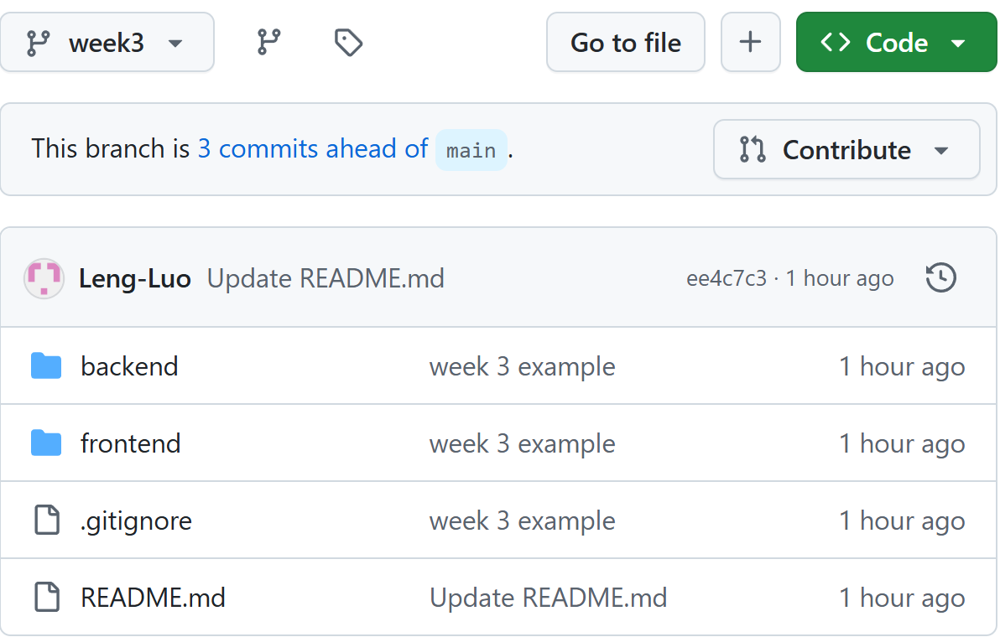 week3 Go to file Code
This branch is 3 commits ahead of main. Contribute
Leng-Luo Update README.md ee4c7c3 · 1 hour ago
backend week 3 example 1 hour ago
frontend week 3 example 1 hour ago
.gitignore week 3 example 1 hour ago
README.md Update README.md 1 hour ago